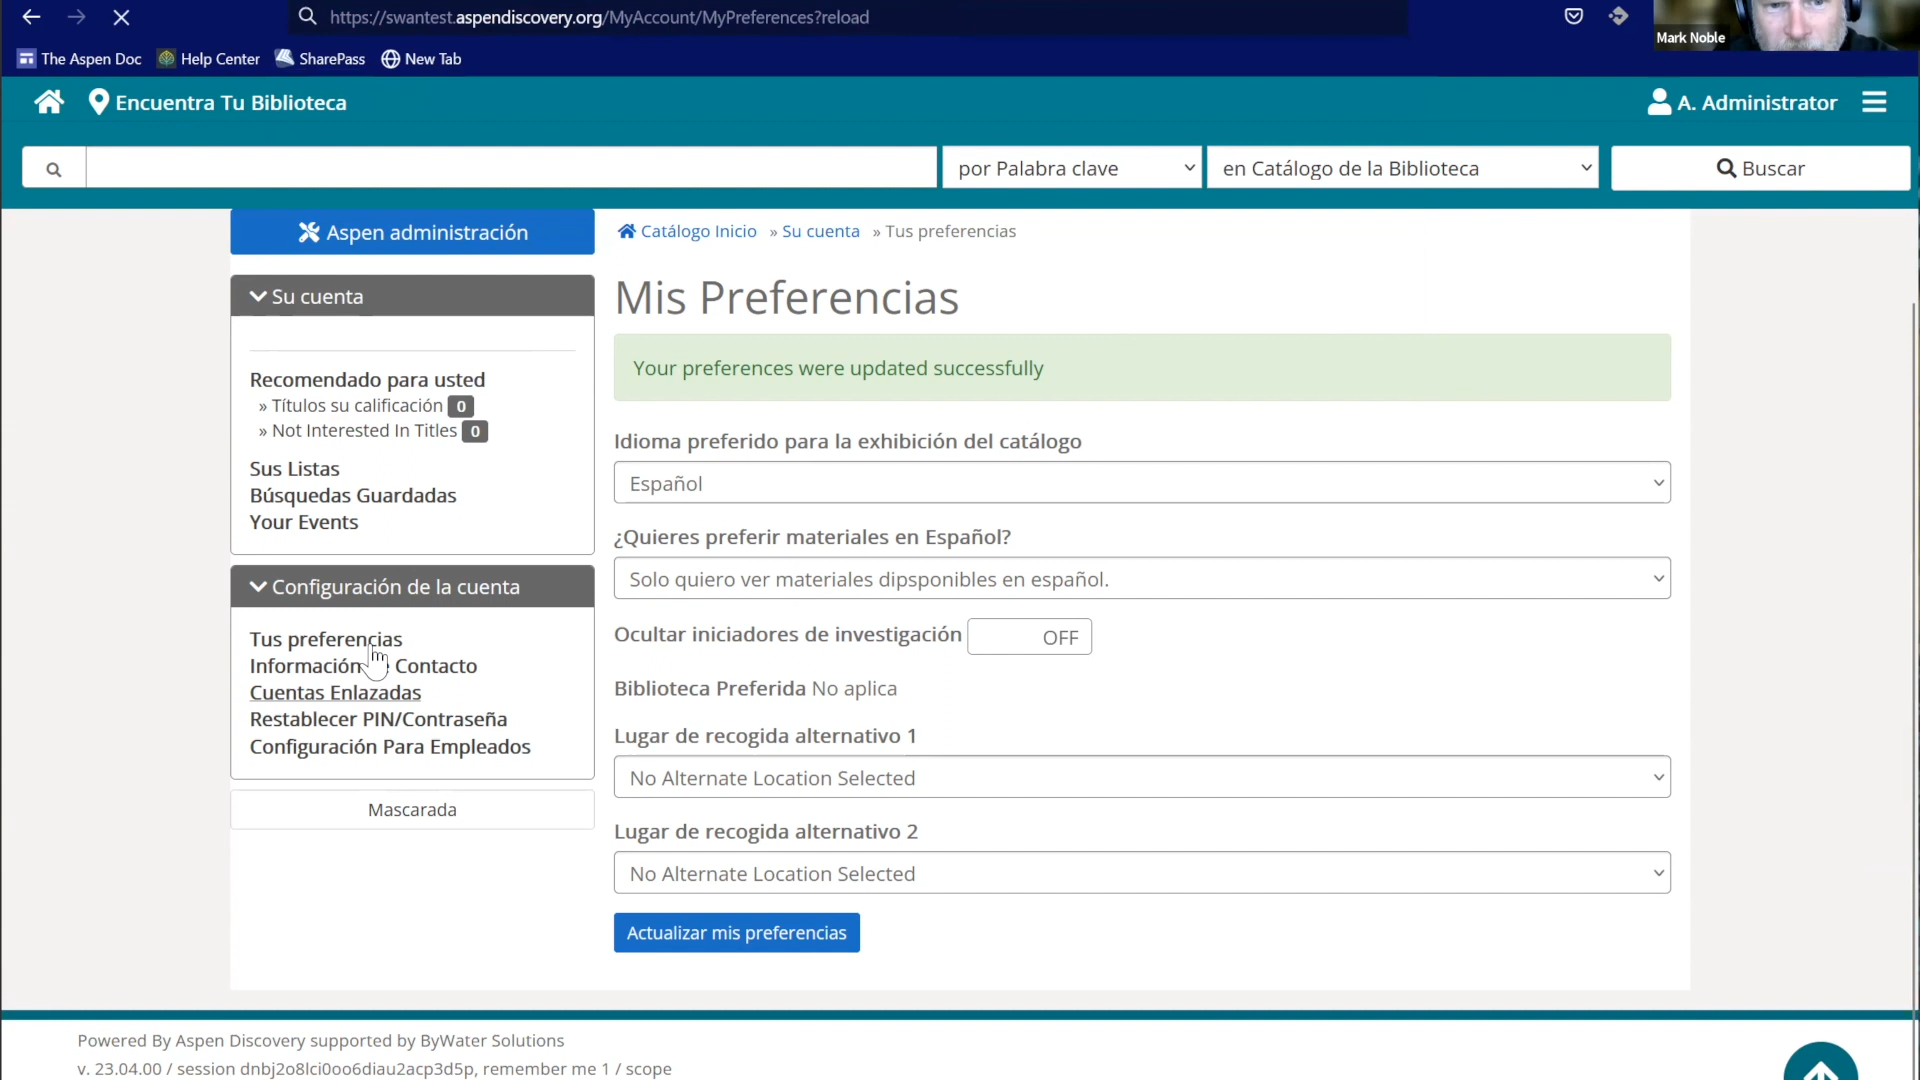 https://swantest.aspendiscovery.org/MyAccount/MyPreferences?reload
Mark Noble
The Aspen Doc Help Center SharePass New Tab
Encuentra Tu Biblioteca
A. Administrator
por Palabra clave
en Catálogo de la Biblioteca
Buscar
Aspen administración
Catálogo Inicio » Su cuenta » Tus preferencias
Su cuenta
Recomendado para usted
» Títulos su calificación 0
» Not Interested In Titles 0
Sus Listas
Búsquedas Guardadas
Your Events
Configuración de la cuenta
Tus preferencias
Información Contacto
Cuentas Enlazadas
Restablecer PIN/Contraseña
Configuración Para Empleados
Mascarada
Mis Preferencias
Your preferences were updated successfully
Idioma preferido para la exhibición del catálogo
Español
¿Quieres preferir materiales en Español?
Solo quiero ver materiales dipsponibles en español.
Ocultar iniciadores de investigación OFF
Biblioteca Preferida No aplica
Lugar de recogida alternativo 1
No Alternate Location Selected
Lugar de recogida alternativo 2
No Alternate Location Selected
Actualizar mis preferencias
Powered By Aspen Discovery supported by ByWater Solutions
v. 23.04.00 / session dnbj2o8lci0oo6diau2acp3d5p, remember me 1 / scope